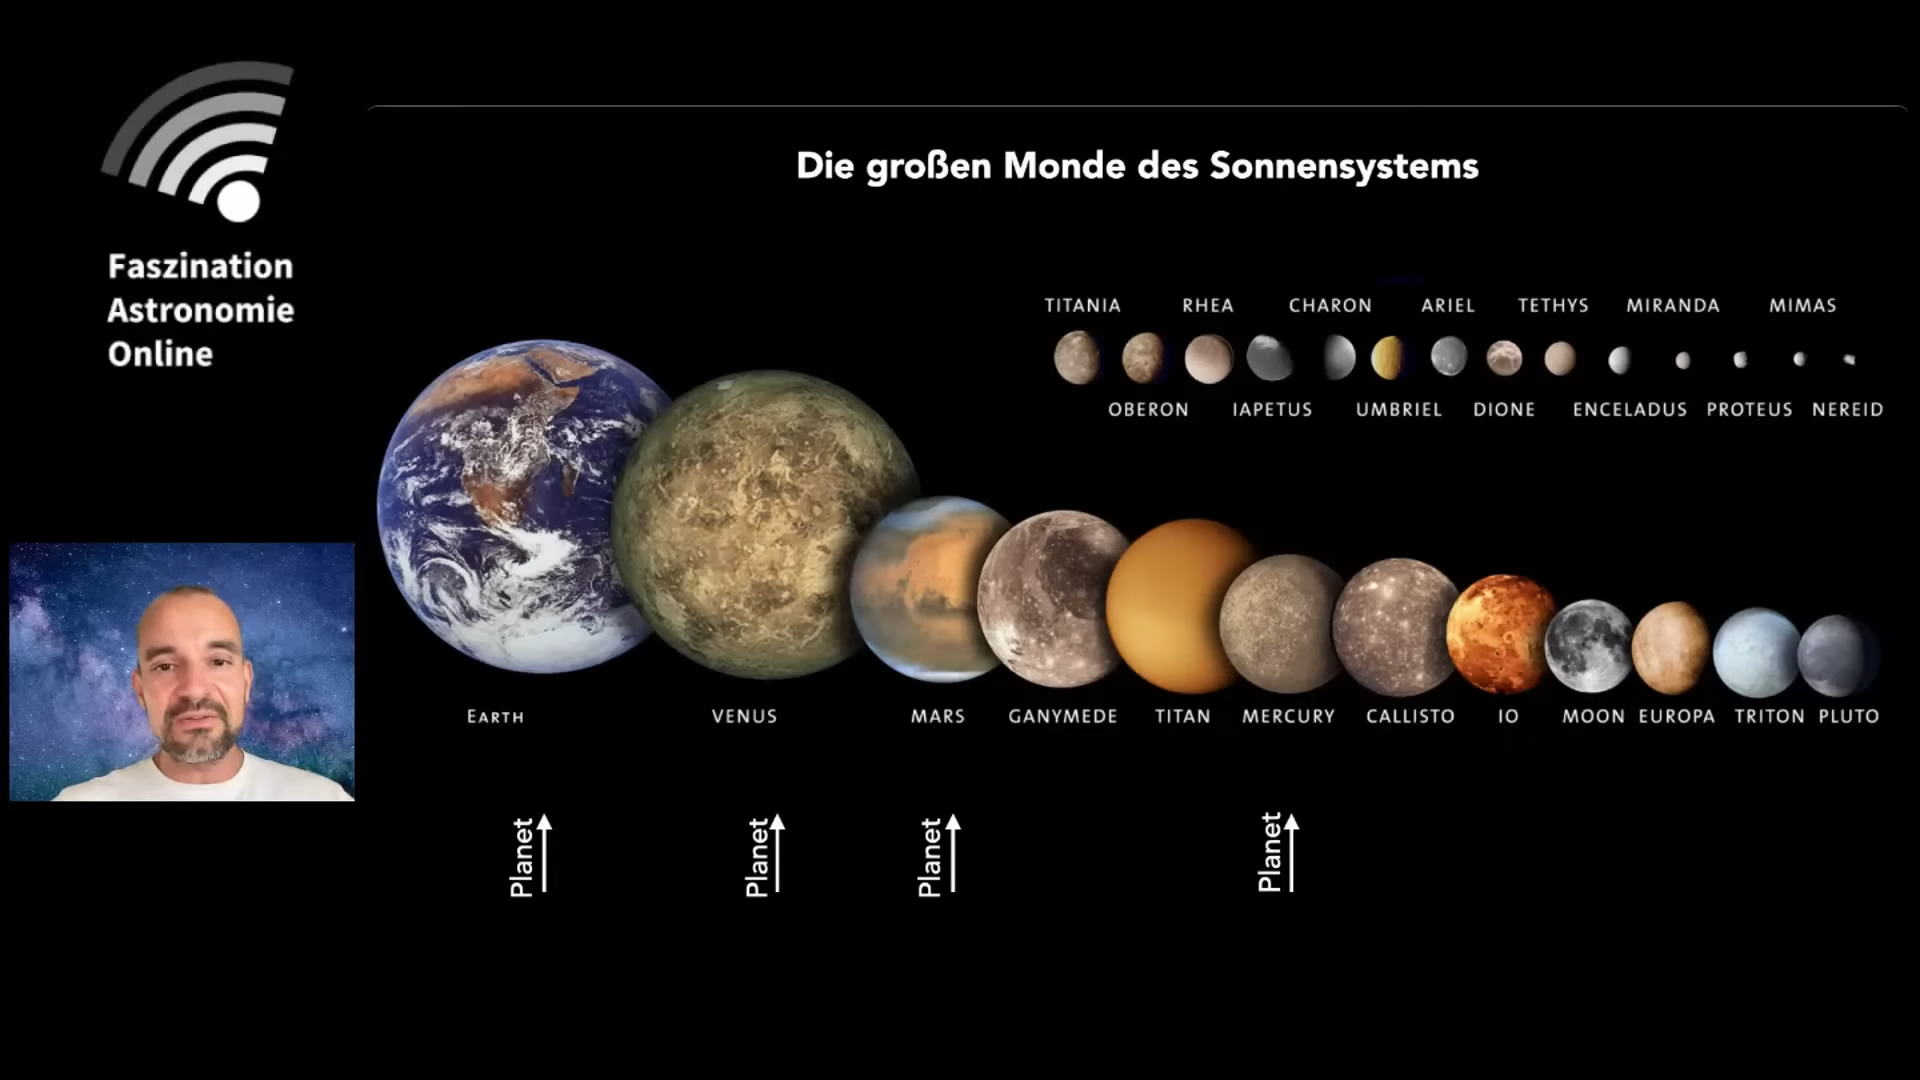 Faszination
Astronomie
Online
Die großen Monde des Sonnensystems
TITANIA RHEA CHARON ARIEL TETHYS MIRANDA MIMAS
OBERON IAPETUS UMBRIEL DIONE ENCELADUS PROTEUS NEREID
EARTH VENUS MARS GANYMEDE TITAN MERCURY CALLISTO IO MOON EUROPA TRITON PLUTO
Planet Planet Planet Planet